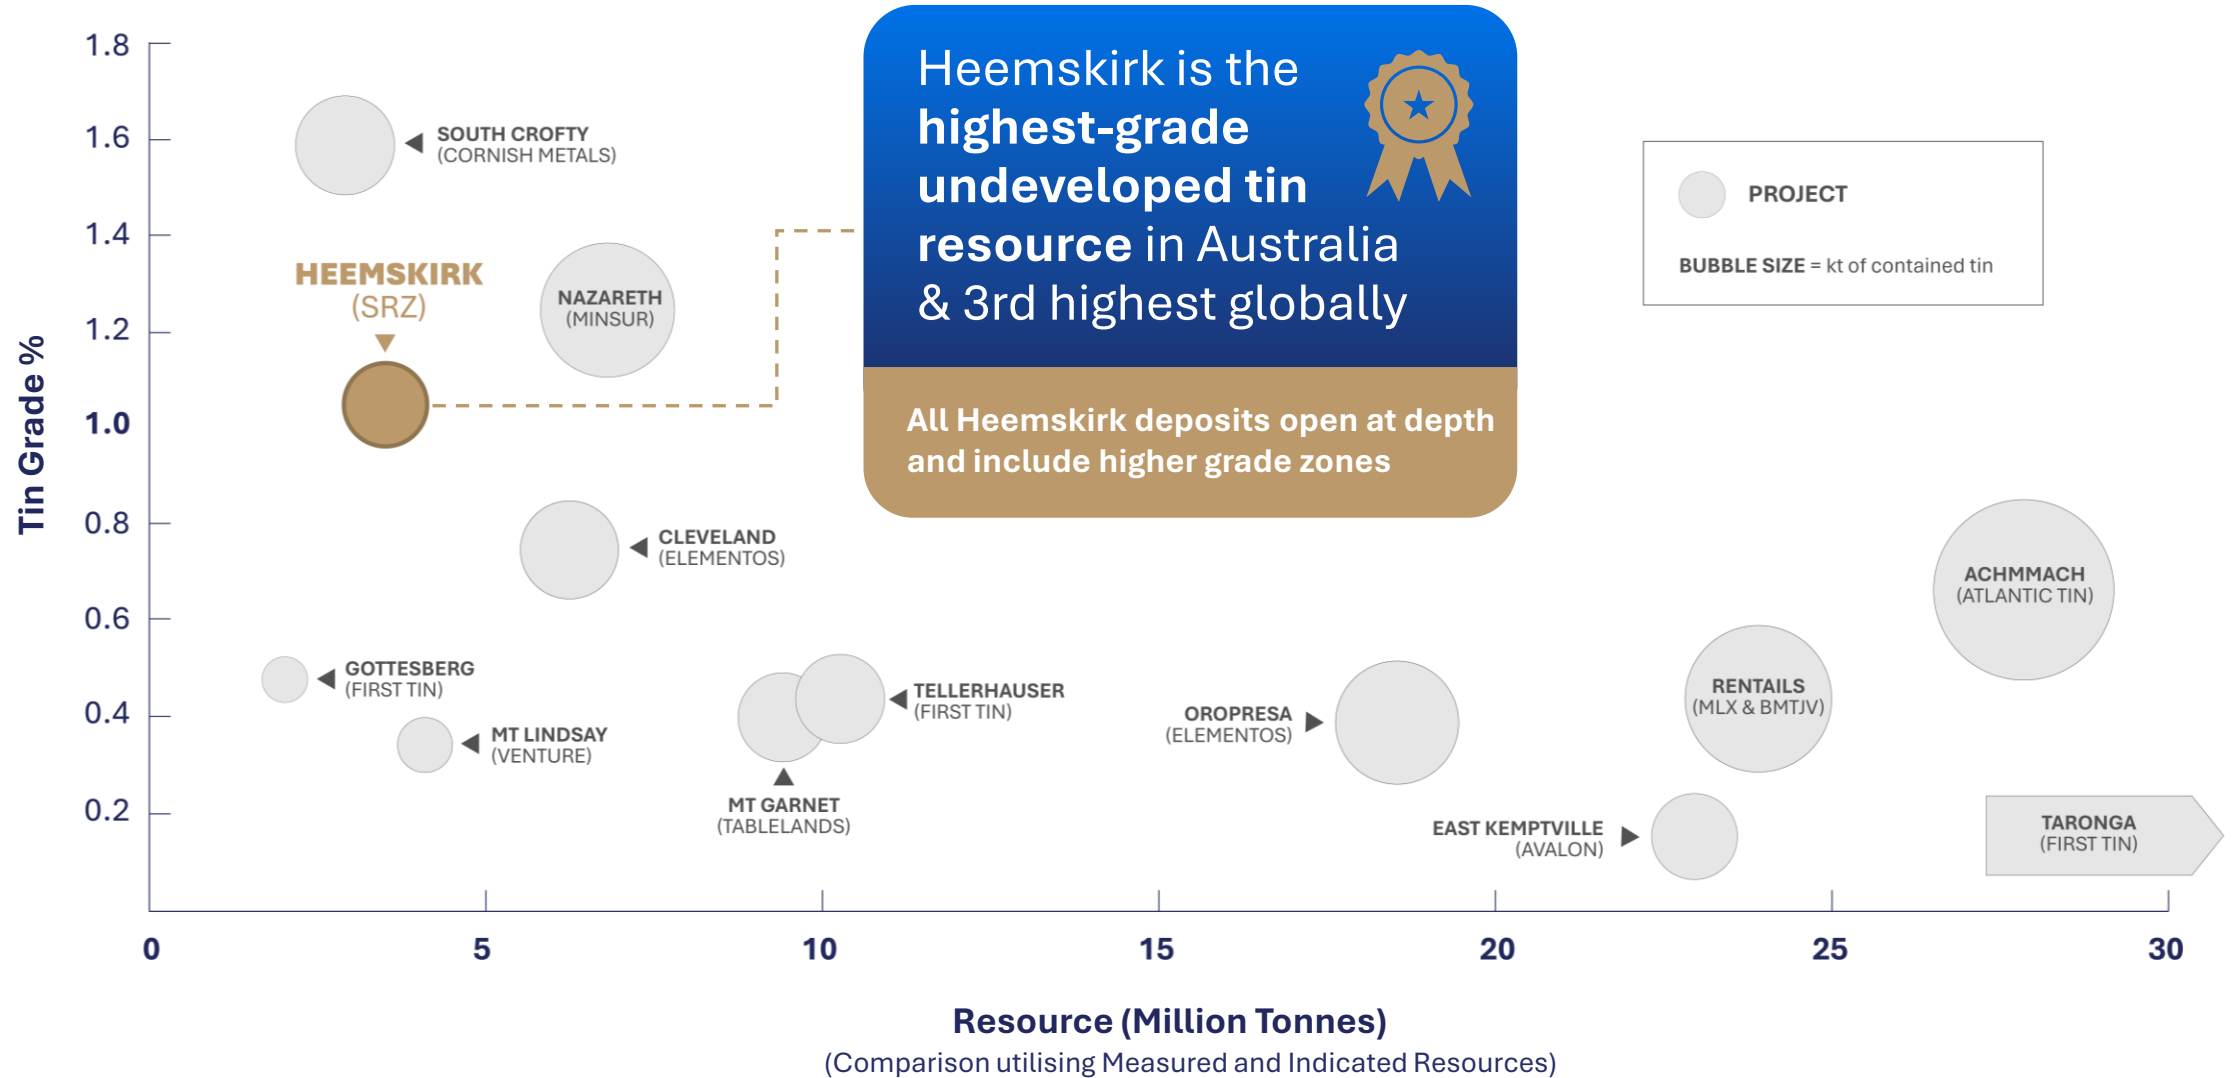 Heemskirk is the
highest-grade
undeveloped tin
resource in Australia
& 3rd highest globally
All Heemskirk deposits open at depth
and include higher grade zones
PROJECT
BUBBLE SIZE = kt of contained tin
Tin Grade %
1.8
1.6
1.4
1.2
1.0
0.8
0.6
0.4
0.2
SOUTH CROFTY
(CORNISH METALS)
HEEMSKIRK
(SRZ)
NAZARETH
(MINSUR)
CLEVELAND
(ELEMENTOS)
GOTTESBERG
(FIRST TIN)
MT LINDSAY
(VENTURE)
TELLERHAUSER
(FIRST TIN)
MT GARNET
(TABLELANDS)
OROPRESA
(ELEMENTOS)
RENTAILS
(MLX & BMTJV)
ACHMMACH
(ATLANTIC TIN)
EAST KEMPTVILLE
(AVALON)
TARONGA
(FIRST TIN)
0 5 10 15 20 25 30
Resource (Million Tonnes)
(Comparison utilising Measured and Indicated Resources)